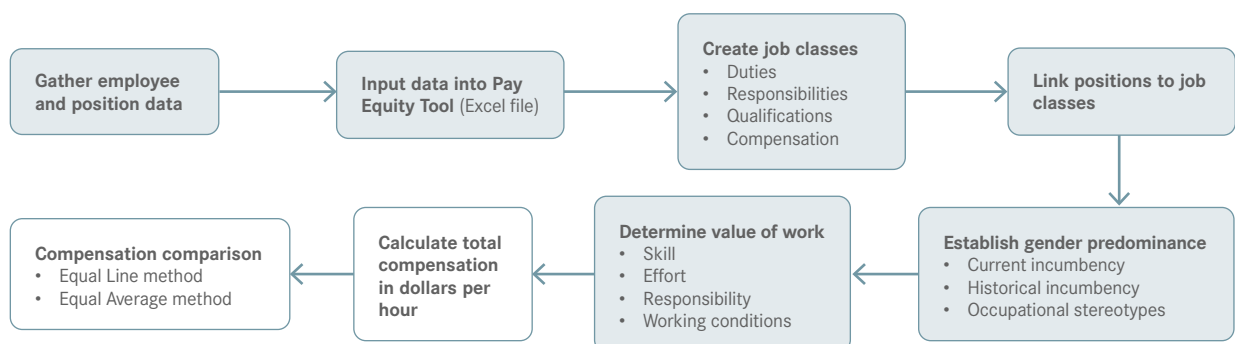 Gather employee
and position data
Input data into Pay
Equity Tool (Excel file)
Create job classes
• Duties
• Responsibilities
• Qualifications
• Compensation
Link positions to job
classes
Establish gender predominance
• Current incumbency
• Historical incumbency
• Occupational stereotypes
Determine value of work
• Skill
• Effort
• Responsibility
• Working conditions
Calculate total
compensation
in dollars per
hour
Compensation comparison
• Equal Line method
• Equal Average method